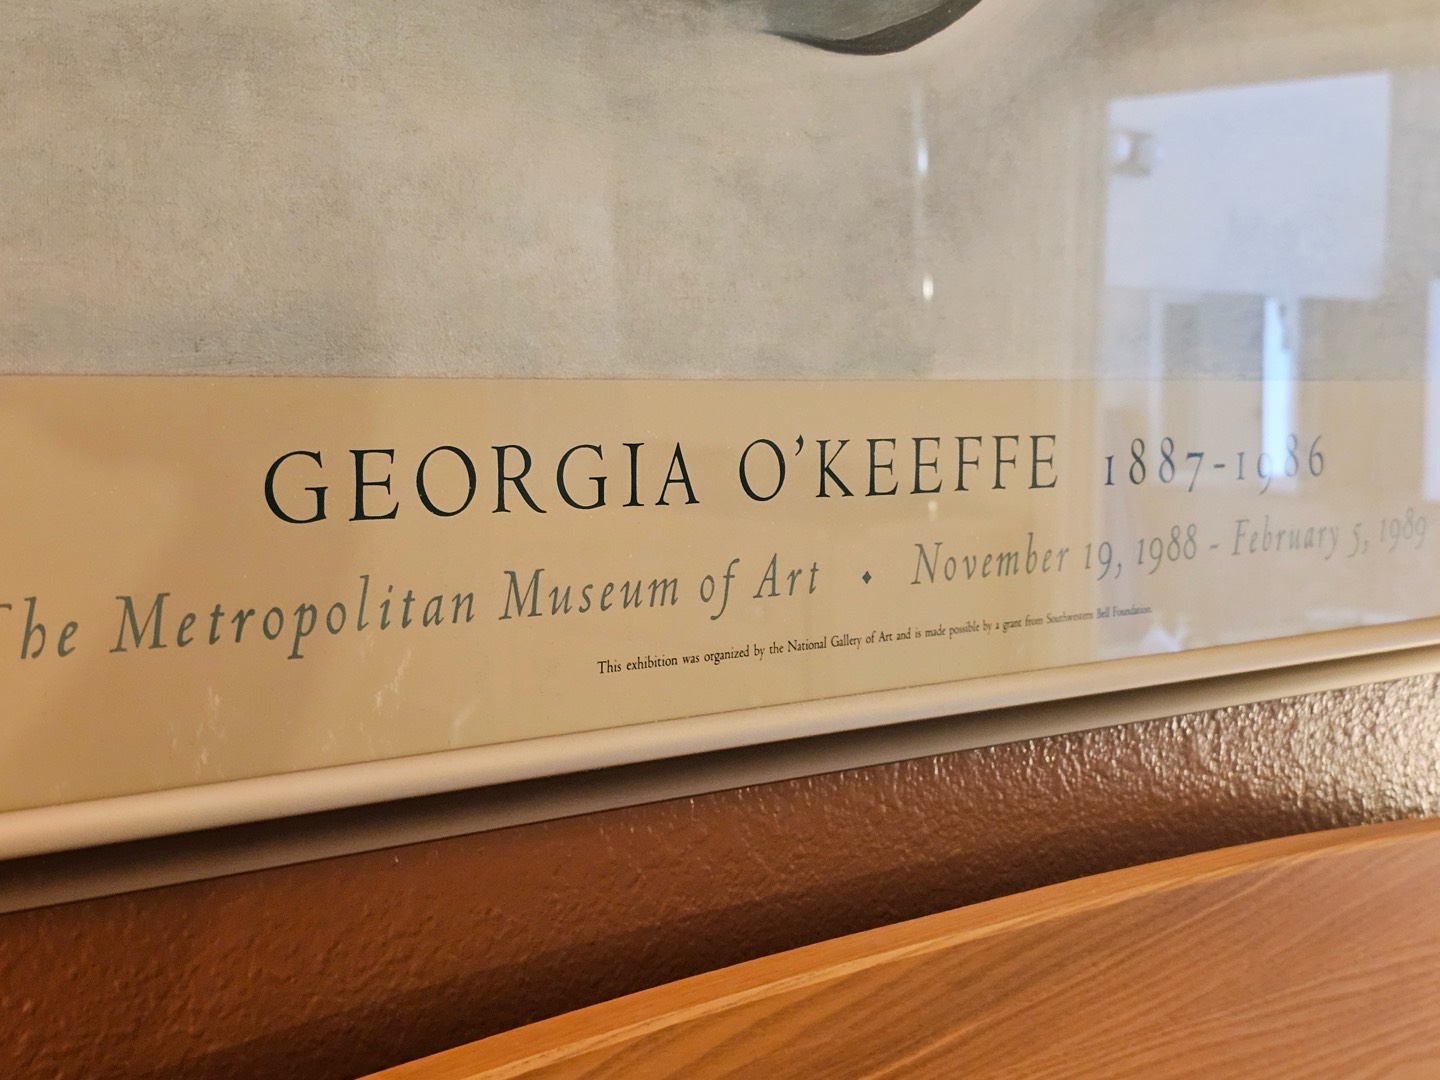 GEORGIA O'KEEFFE 1887-1986
The Metropolitan Museum of Art ♦ November 19, 1988 - February 5, 1989
This exhibition was organized by the National Gallery of Art and is made possible by a grant from Southwestern Bell Foundation.